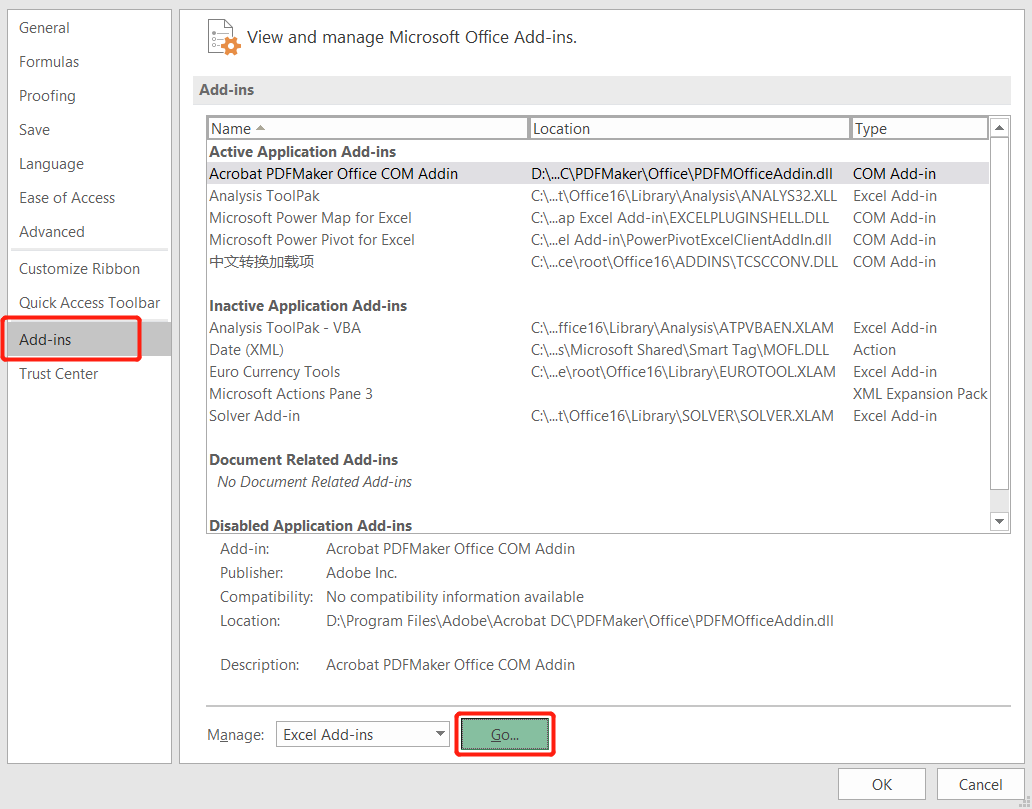 General
Formulas
Proofing
Save
Language
Ease of Access
Advanced
Customize Ribbon
Quick Access Toolbar
Add-ins
Trust Center
View and manage Microsoft Office Add-ins.
Add-ins
Name Location Type
Active Application Add-ins
Acrobat PDFMaker Office COM Addin D:\...C\PDFMaker\Office\PDFMOfficeAddin.dll COM Add-in
Analysis ToolPak C:\...t\Office16\Library\Analysis\ANALYS32.XLL Excel Add-in
Microsoft Power Map for Excel C:\...ap Excel Add-in\EXCELPLUGINSHELL.DLL COM Add-in
Microsoft Power Pivot for Excel C:\...el Add-in\PowerPivotExcelClientAddIn.dll COM Add-in
中文转换加载项 C:\...ce\root\Office16\ADDINS\TCSCCONV.DLL COM Add-in
Inactive Application Add-ins
Analysis ToolPak - VBA C:\...ffice16\Library\Analysis\ATPVBAEN.XLAM Excel Add-in
Date (XML) C:\...s\Microsoft Shared\Smart Tag\MOFL.DLL Action
Euro Currency Tools C:\...e\root\Office16\Library\EUROTOOL.XLAM Excel Add-in
Microsoft Actions Pane 3 XML Expansion Pack
Solver Add-in C:\...t\Office16\Library\SOLVER\SOLVER.XLAM Excel Add-in
Document Related Add-ins
No Document Related Add-ins
Disabled Application Add-ins
Add-in: Acrobat PDFMaker Office COM Addin
Publisher: Adobe Inc.
Compatibility: No compatibility information available
Location: D:\Program Files\Adobe\Acrobat DC\PDFMaker\Office\PDFMOfficeAddin.dll
Description: Acrobat PDFMaker Office COM Addin
Manage: Excel Add-ins Go...
OK Cancel